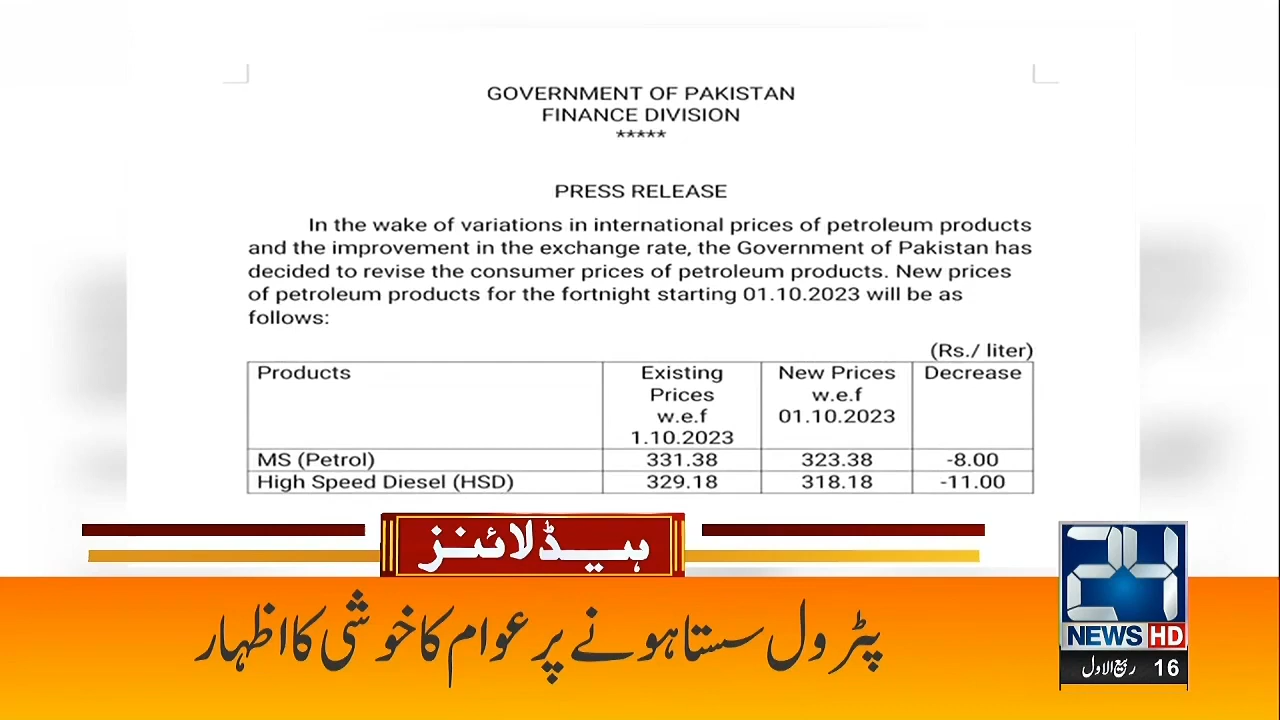 GOVERNMENT OF PAKISTAN
FINANCE DIVISION
*****
PRESS RELEASE
In the wake of variations in international prices of petroleum products
and the improvement in the exchange rate, the Government of Pakistan has
decided to revise the consumer prices of petroleum products. New prices
of petroleum products for the fortnight starting 01.10.2023 will be as
follows:
(Rs./ liter)
Products Existing Prices w.e.f 1.10.2023 New Prices w.e.f 01.10.2023 Decrease
MS (Petrol) 331.38 323.38 -8.00
High Speed Diesel (HSD) 329.18 318.18 -11.00
ہیڈلائنز
پٹرول سستا ہونے پر عوام کا خوشی کا اظہار
24
NEWS HD
16 ربیع الاول